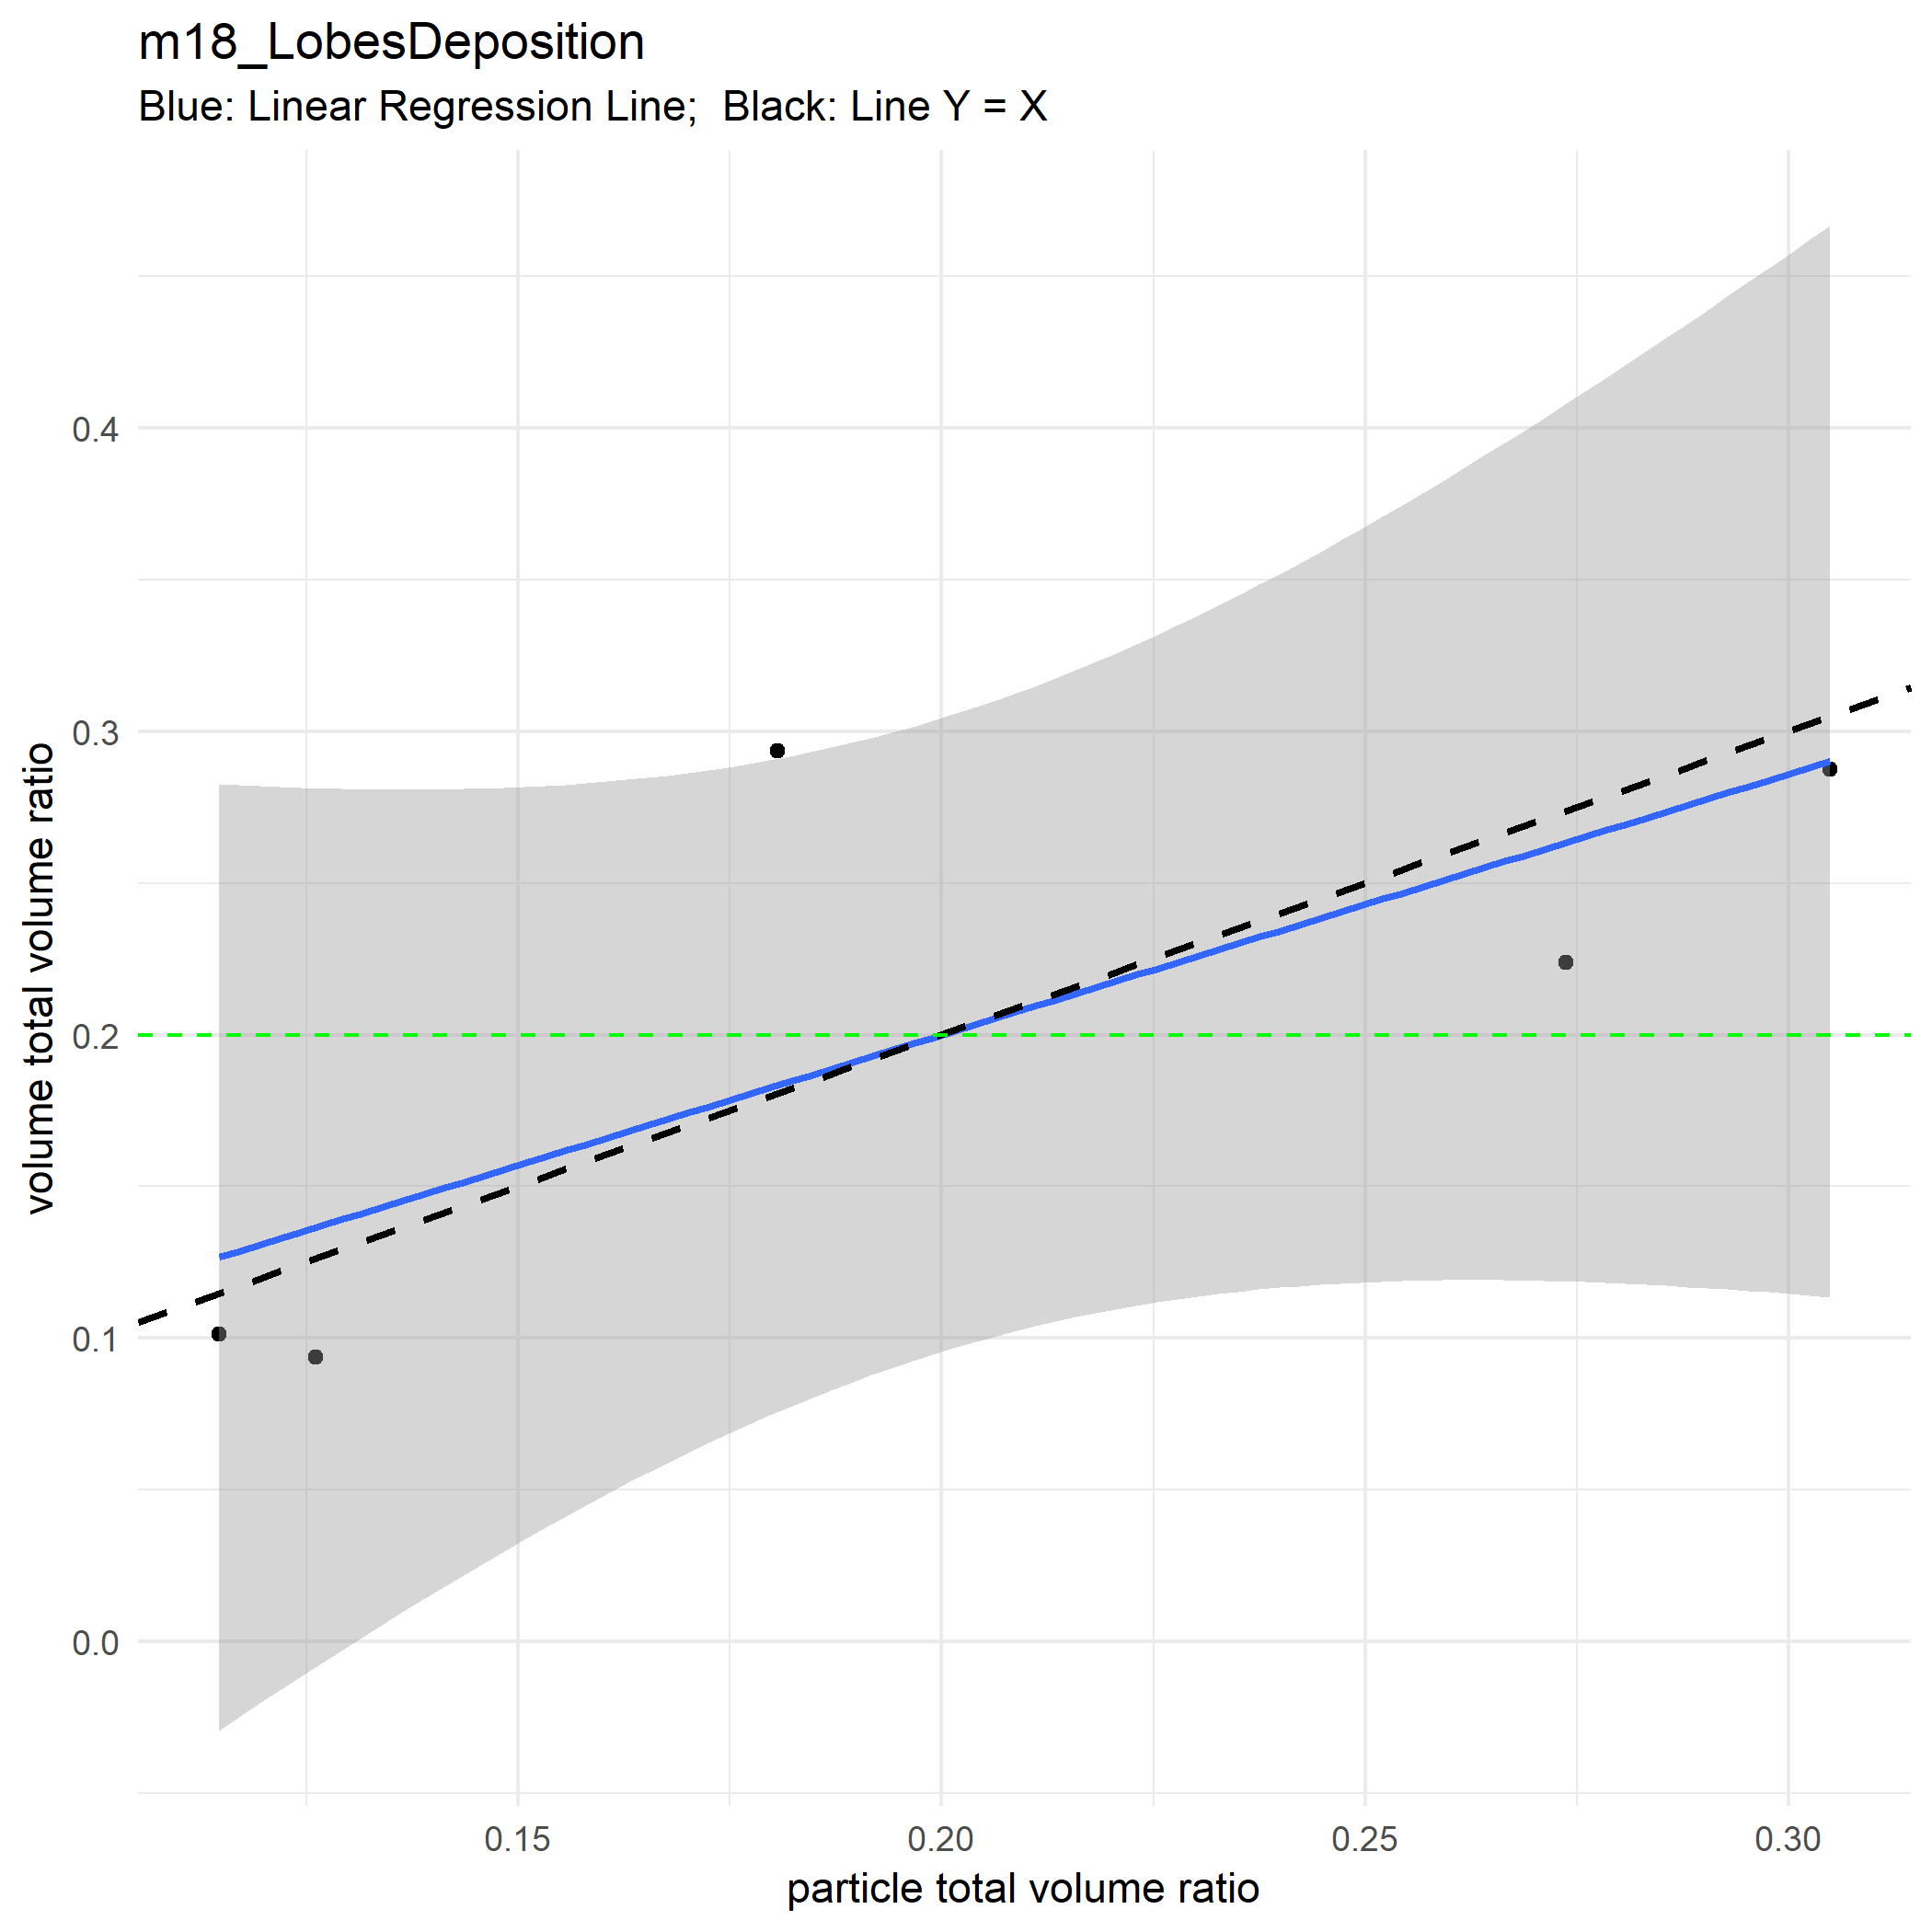 m18_LobesDeposition
Blue: Linear Regression Line;  Black: Line Y = X
volume total volume ratio
0.4
0.3
0.2
0.1
0.0
0.15
0.20
0.25
0.30
particle total volume ratio